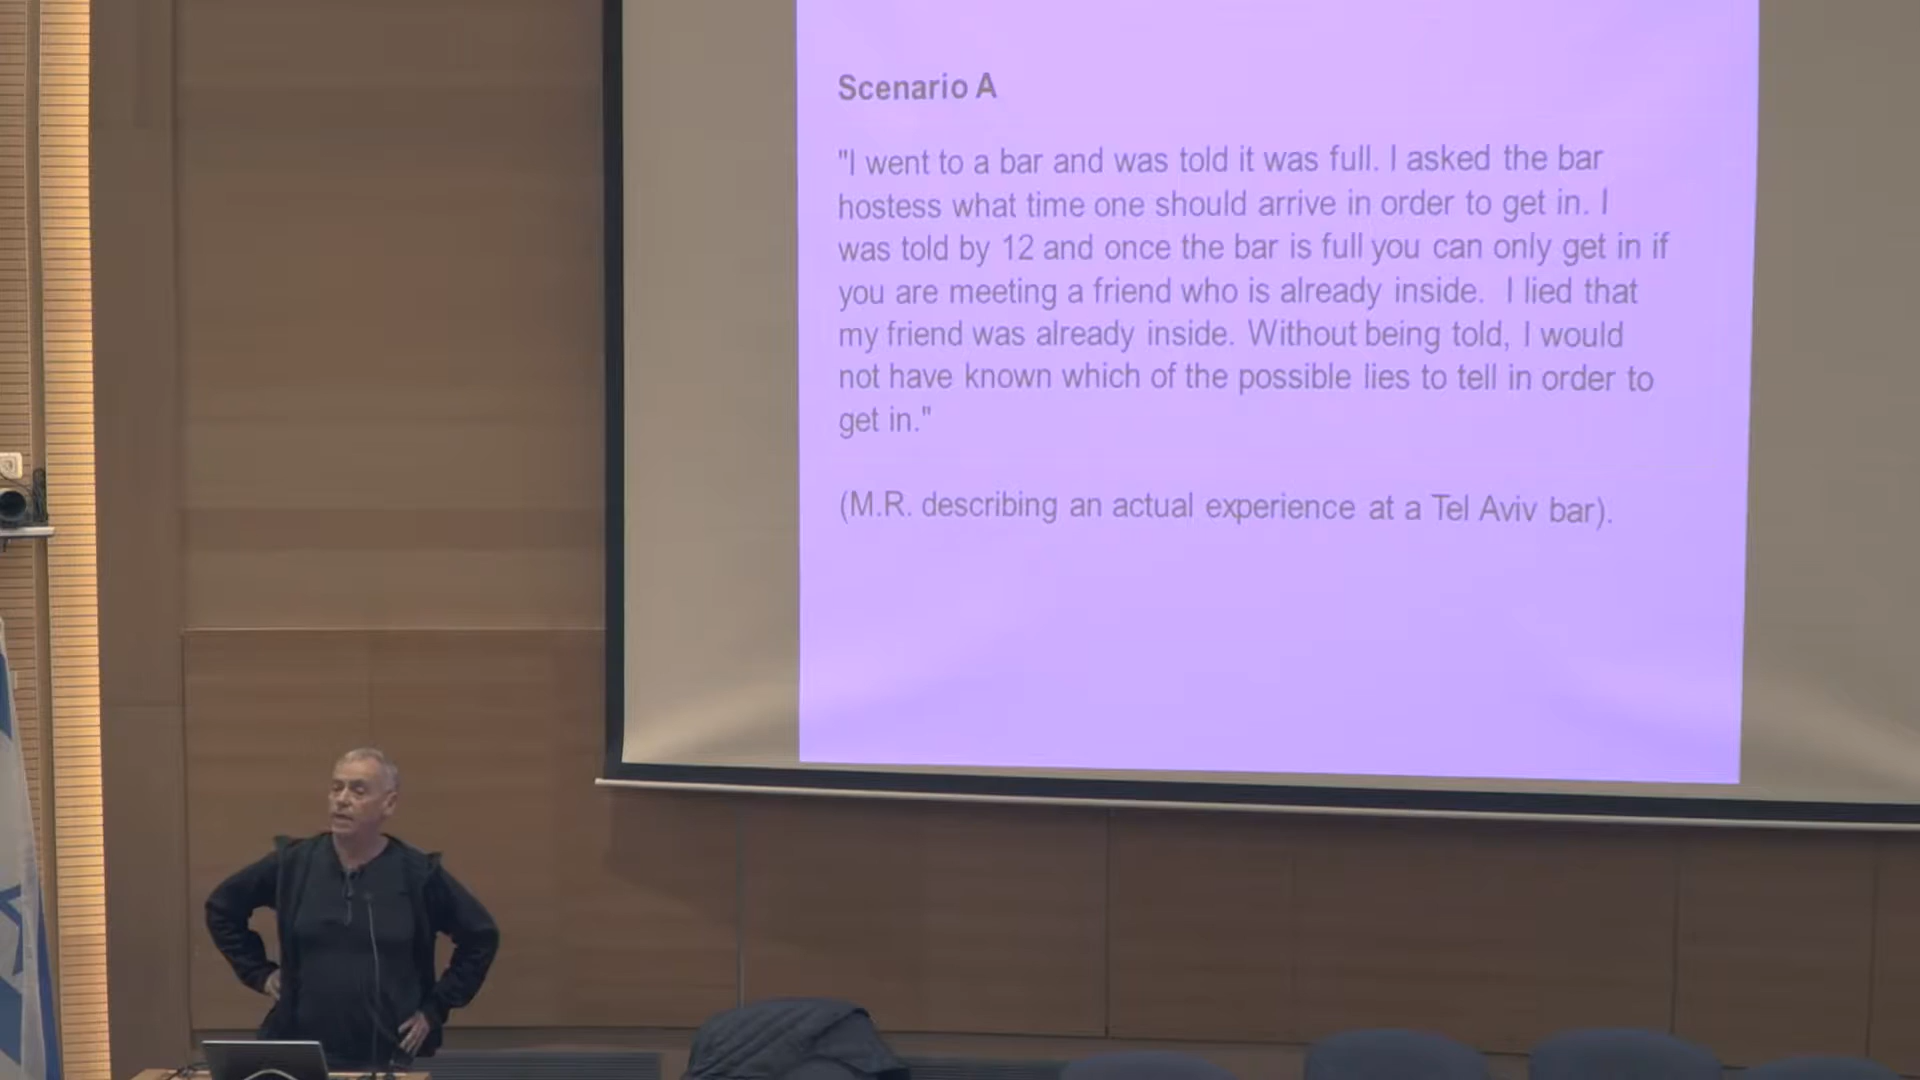 Scenario A
"I went to a bar and was told it was full. I asked the bar
hostess what time one should arrive in order to get in. I
was told by 12 and once the bar is full you can only get in if
you are meeting a friend who is already inside.  I lied that
my friend was already inside. Without being told, I would
not have known which of the possible lies to tell in order to
get in."
(M.R. describing an actual experience at a Tel Aviv bar).